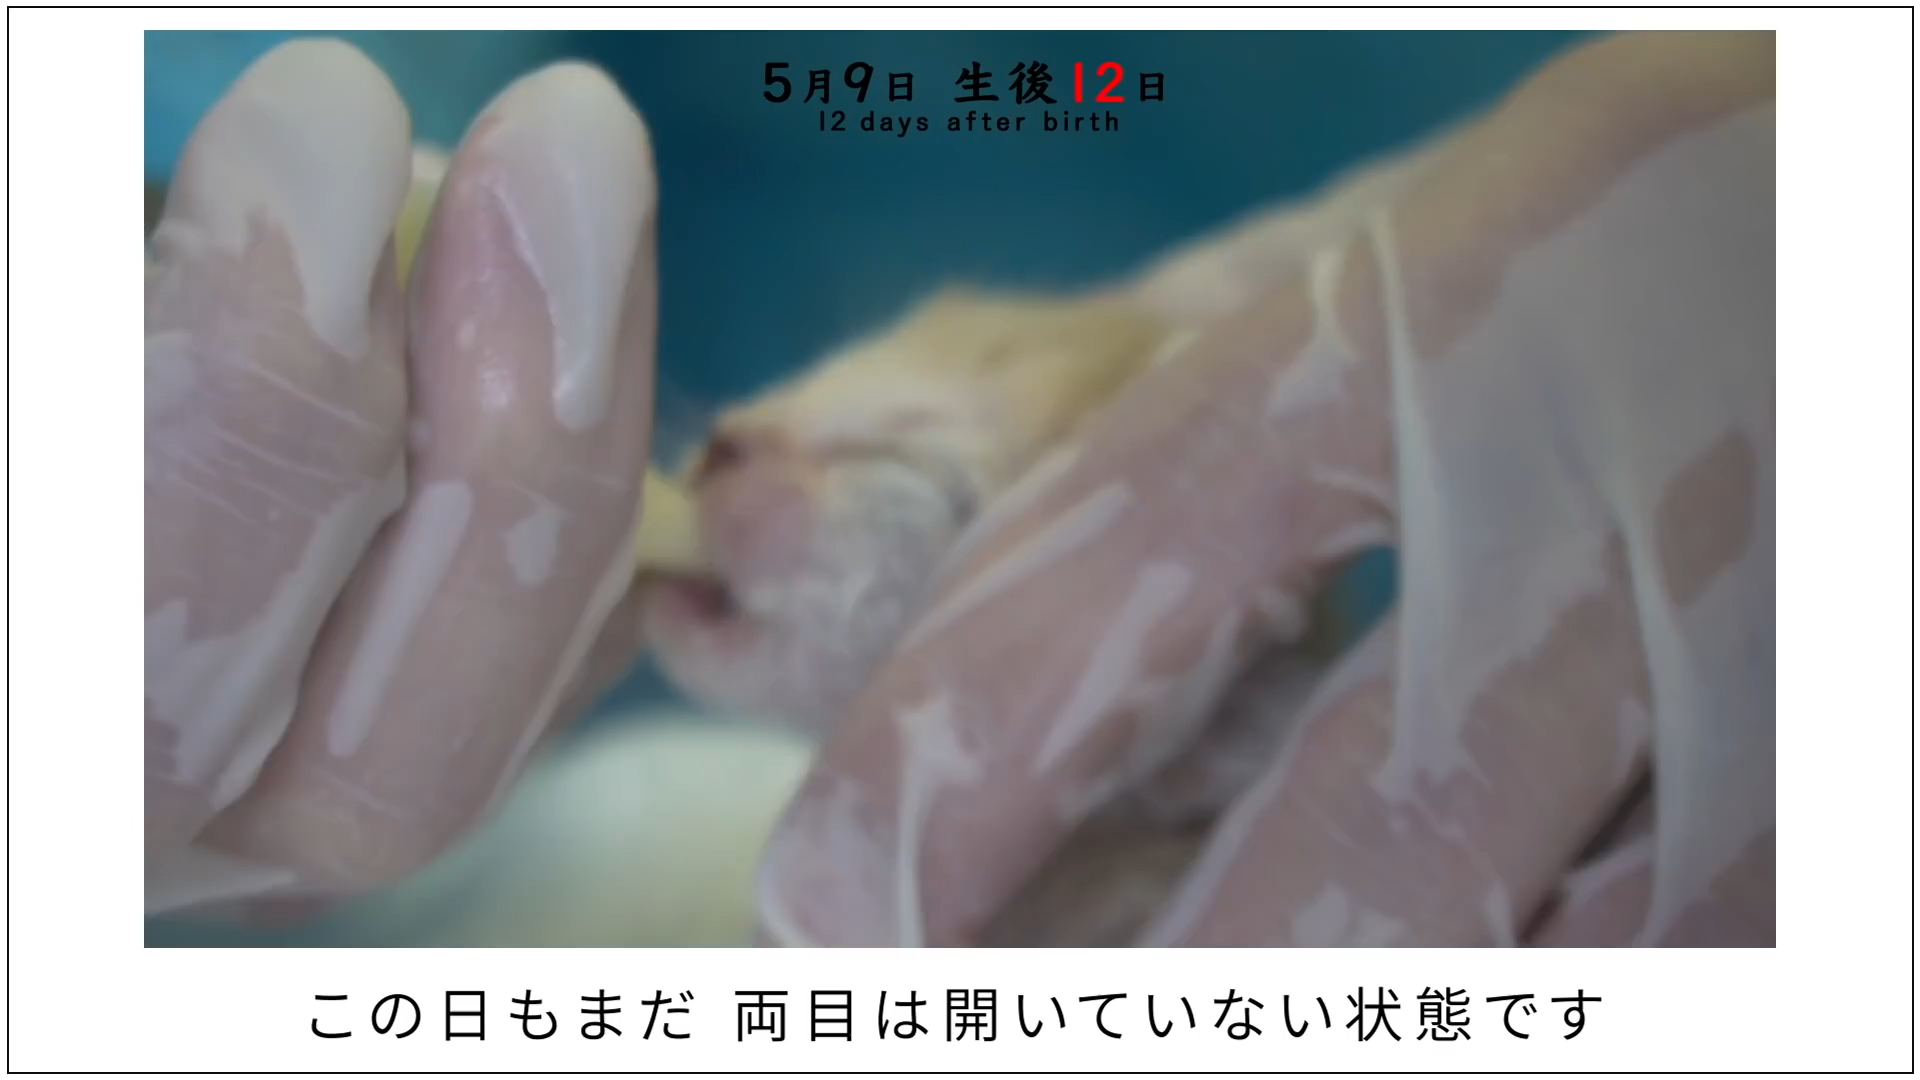 5月9日 生後12日
12 days after birth
この日もまだ 両目は開いていない状態です